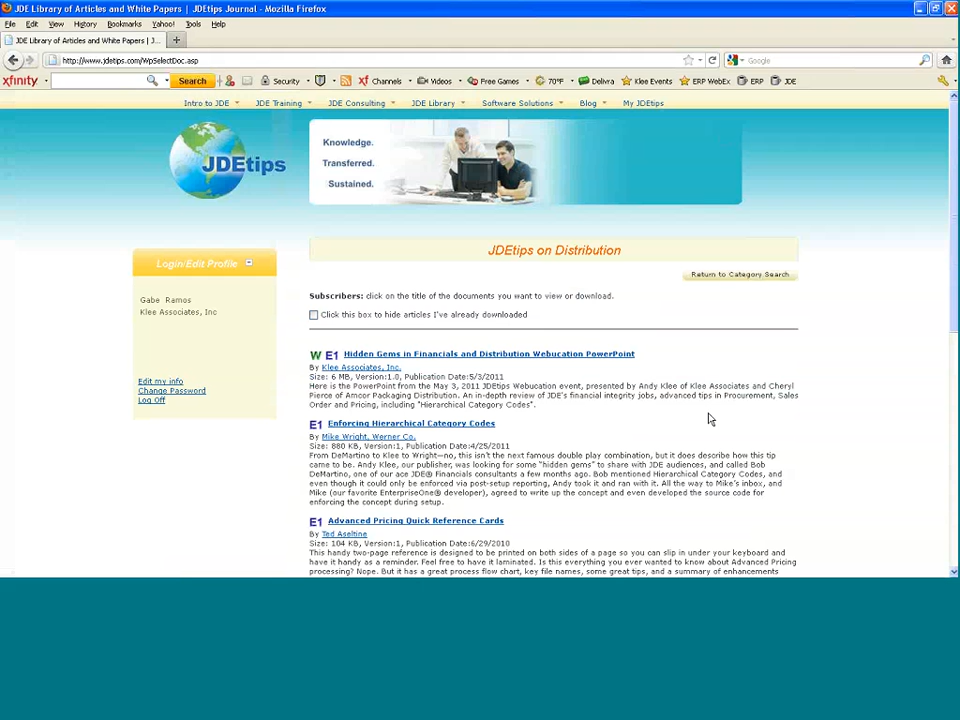 JDE Library of Articles and White Papers | JDEtips Journal - Mozilla Firefox
File Edit View History Bookmarks Yahoo! Tools Help
JDE Library of Articles and White Papers | J...
http://www.jdetips.com/WpSelectDoc.asp
Google
xfinity Search Security xf Channels Videos Free Games 70°F Delivra Klee Events ERP WebEx ERP JDE
Intro to JDE JDE Training JDE Consulting JDE Library Software Solutions Blog My JDEtips
JDEtips
Knowledge.
Transferred.
Sustained.
Login/Edit Profile
Gabe Ramos
Klee Associates, Inc
Edit my info
Change Password
Log Off
JDEtips on Distribution
Return to Category Search
Subscribers: click on the title of the documents you want to view or download.
Click this box to hide articles I've already downloaded
W E1 Hidden Gems in Financials and Distribution Webucation PowerPoint
By Klee Associates, Inc.
Size: 6 MB, Version:1.0, Publication Date:5/3/2011
Here is the PowerPoint from the May 3, 2011 JDEtips Webucation event, presented by Andy Klee of Klee Associates and Cheryl
Pierce of Amcor Packaging Distribution. An in-depth review of JDE's financial integrity jobs, advanced tips in Procurement, Sales
Order and Pricing, including "Hierarchical Category Codes".
E1 Enforcing Hierarchical Category Codes
By Mike Wright, Werner Co.
Size: 880 KB, Version:1, Publication Date:4/25/2011
From DeMartino to Klee to Wright—no, this isn't the next famous double play combination, but it does describe how this tip
came to be. Andy Klee, our publisher, was looking for some "hidden gems" to share with JDE audiences, and called Bob
DeMartino, one of our ace JDE® Financials consultants a few months ago. Bob mentioned Hierarchical Category Codes, and
even though it could only be enforced via post-setup reporting, Andy took it and ran with it. All the way to Mike's inbox, and
Mike (our favorite EnterpriseOne® developer), agreed to write up the concept and even developed the source code for
enforcing the concept during setup.
E1 Advanced Pricing Quick Reference Cards
By Ted Aseltine
Size: 104 KB, Version:1, Publication Date:6/29/2010
This handy two-page reference is designed to be printed on both sides of a page so you can slip in under your keyboard and
have it handy as a reminder. Feel free to have it laminated. Is this everything you ever wanted to know about Advanced Pricing
processing? Nope. But it has a great process flow chart, key file names, some great tips, and a summary of enhancements